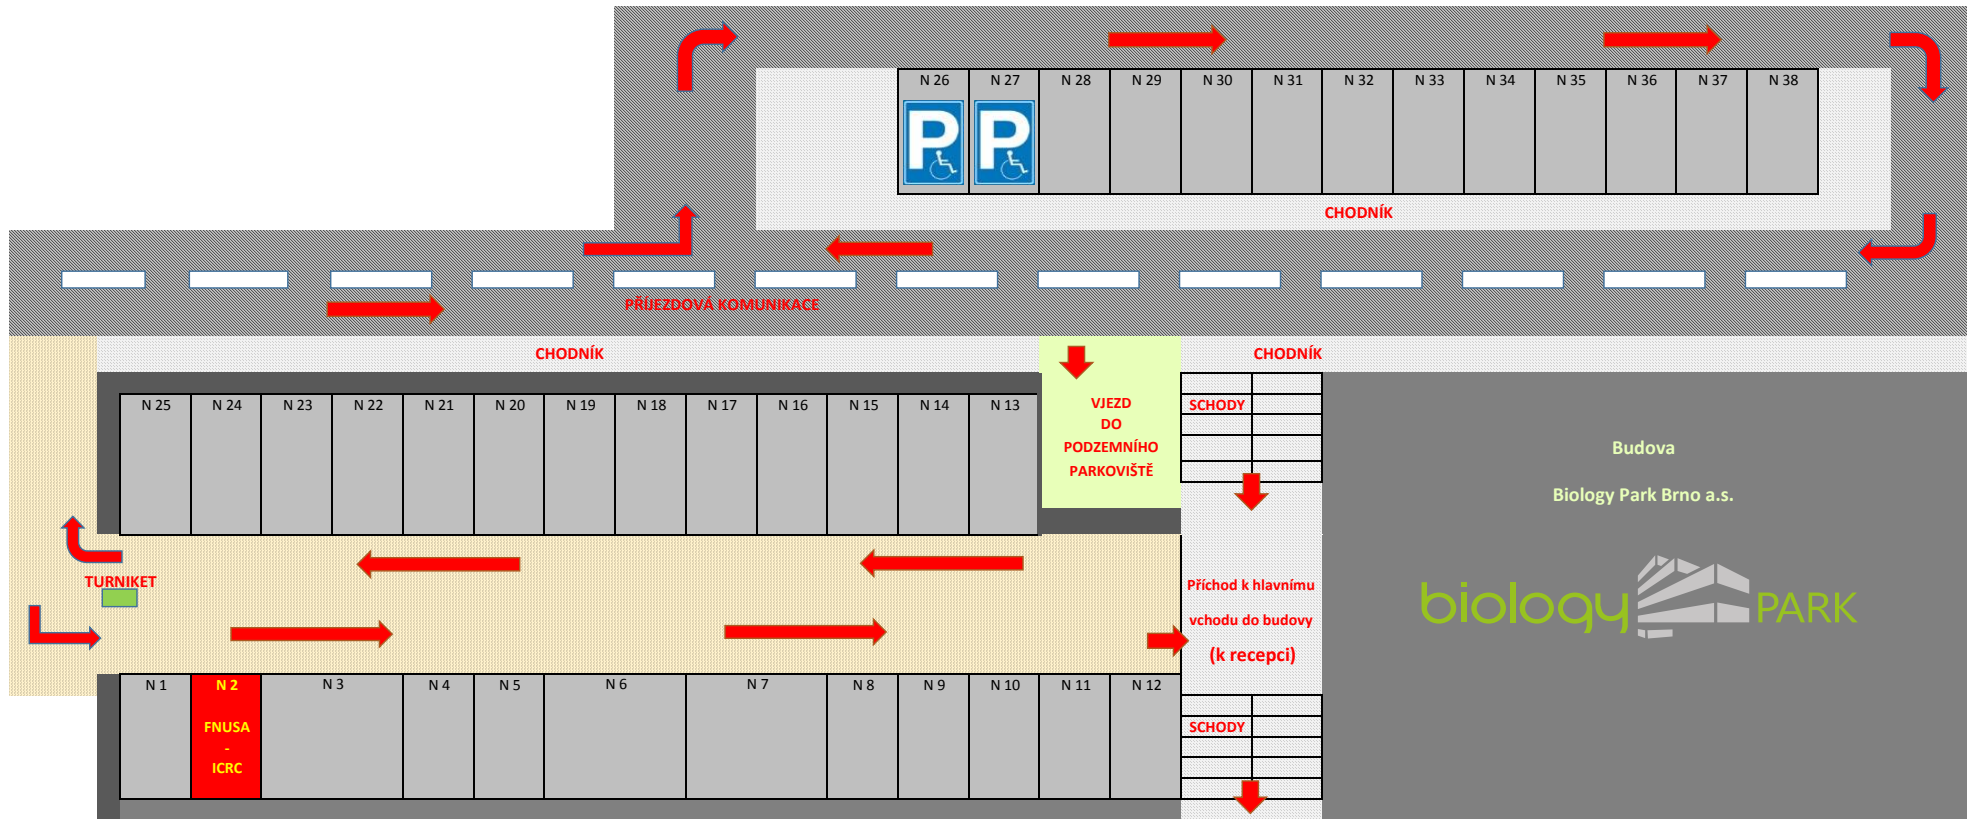 N 26 N 27 N 28 N 29 N 30 N 31 N 32 N 33 N 34 N 35 N 36 N 37 N 38
P P
CHODNÍK
PŘÍJEZDOVÁ KOMUNIKACE
CHODNÍK
CHODNÍK
N 25 N 24 N 23 N 22 N 21 N 20 N 19 N 18 N 17 N 16 N 15 N 14 N 13
VJEZD
DO
PODZEMNÍHO
PARKOVIŠTĚ
SCHODY
Budova
Biology Park Brno a.s.
TURNIKET
Příchod k hlavnímu
vchodu do budovy
(k recepci)
biology PARK
N 1 N 2 N 3 N 4 N 5 N 6 N 7 N 8 N 9 N 10 N 11 N 12
FNUSA
-
ICRC
SCHODY